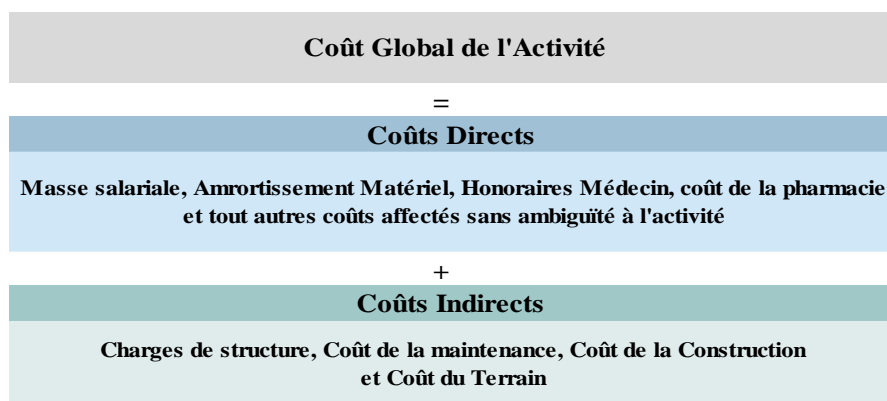 Coût Global de l'Activité
=
Coûts Directs
Masse salariale, Amrortissement Matériel, Honoraires Médecin, coût de la pharmacie
et tout autres coûts affectés sans ambiguïté à l'activité
+
Coûts Indirects
Charges de structure, Coût de la maintenance, Coût de la Construction
et Coût du Terrain